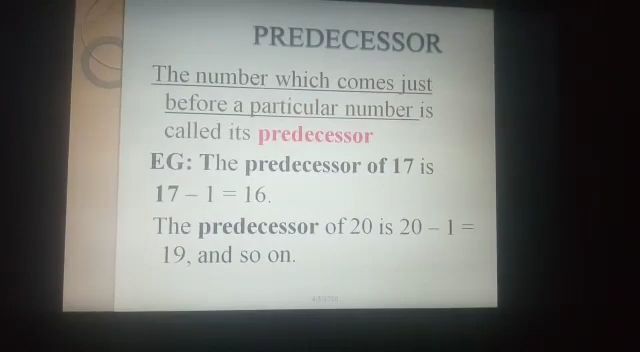 PREDECESSOR
The number which comes just
before a particular number is
called its predecessor
EG: The predecessor of 17 is
17 – 1 = 16.
The predecessor of 20 is 20 – 1 =
19, and so on.